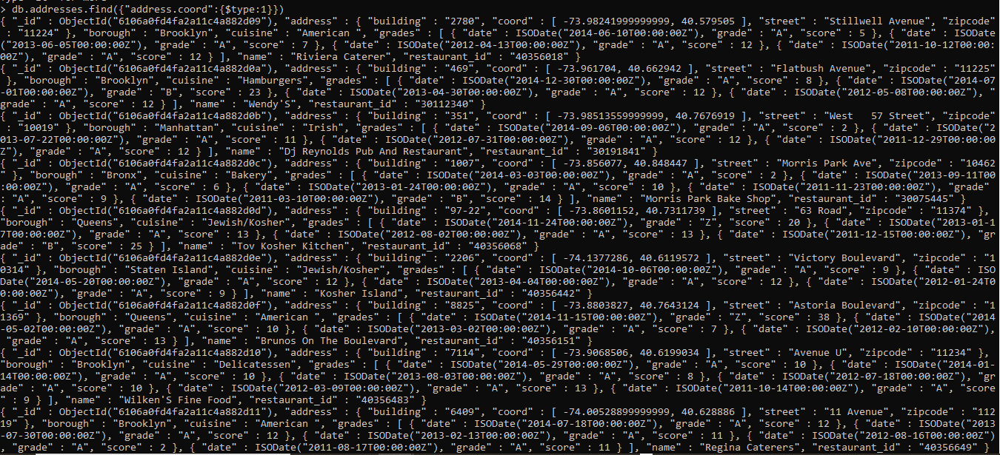 > db.addresses.find({"address.coord":{$type:1}})
{ "_id" : ObjectId("6106a0fd4fa2a11c4a882d09"), "address" : { "building" : "2780", "coord" : [ -73.98241999999999, 40.579505 ], "street" : "Stillwell Avenue", "zipcode"
 : "11224" }, "borough" : "Brooklyn", "cuisine" : "American ", "grades" : [ { "date" : ISODate("2014-06-10T00:00:00Z"), "grade" : "A", "score" : 5 }, { "date" : ISODate(
"2013-06-05T00:00:00Z"), "grade" : "A", "score" : 7 }, { "date" : ISODate("2012-04-13T00:00:00Z"), "grade" : "A", "score" : 12 }, { "date" : ISODate("2011-10-12T00:00:
00Z"), "grade" : "A", "score" : 12 } ], "name" : "Riviera Caterer", "restaurant_id" : "40356018" }
{ "_id" : ObjectId("6106a0fd4fa2a11c4a882d0a"), "address" : { "building" : "469", "coord" : [ -73.961704, 40.662942 ], "street" : "Flatbush Avenue", "zipcode" : "11225"
 }, "borough" : "Brooklyn", "cuisine" : "Hamburgers", "grades" : [ { "date" : ISODate("2014-12-30T00:00:00Z"), "grade" : "A", "score" : 8 }, { "date" : ISODate("2014-07
-01T00:00:00Z"), "grade" : "B", "score" : 23 }, { "date" : ISODate("2013-04-30T00:00:00Z"), "grade" : "A", "score" : 12 }, { "date" : ISODate("2012-05-08T00:00:00Z"), "
grade" : "A", "score" : 12 } ], "name" : "Wendy'S", "restaurant_id" : "30112340" }
{ "_id" : ObjectId("6106a0fd4fa2a11c4a882d0b"), "address" : { "building" : "351", "coord" : [ -73.98513559999999, 40.7676919 ], "street" : "West   57 Street", "zipcode"
 : "10019" }, "borough" : "Manhattan", "cuisine" : "Irish", "grades" : [ { "date" : ISODate("2014-09-06T00:00:00Z"), "grade" : "A", "score" : 2 }, { "date" : ISODate("2
013-07-22T00:00:00Z"), "grade" : "A", "score" : 11 }, { "date" : ISODate("2012-07-31T00:00:00Z"), "grade" : "A", "score" : 12 }, { "date" : ISODate("2011-12-29T00:00:00
Z"), "grade" : "A", "score" : 12 } ], "name" : "Dj Reynolds Pub And Restaurant", "restaurant_id" : "30191841" }
{ "_id" : ObjectId("6106a0fd4fa2a11c4a882d0c"), "address" : { "building" : "1007", "coord" : [ -73.856077, 40.848447 ], "street" : "Morris Park Ave", "zipcode" : "10462
" }, "borough" : "Bronx", "cuisine" : "Bakery", "grades" : [ { "date" : ISODate("2014-03-03T00:00:00Z"), "grade" : "A", "score" : 2 }, { "date" : ISODate("2013-09-11T00
:00:00Z"), "grade" : "A", "score" : 6 }, { "date" : ISODate("2013-01-24T00:00:00Z"), "grade" : "A", "score" : 10 }, { "date" : ISODate("2011-11-23T00:00:00Z"), "grade"
: "A", "score" : 9 }, { "date" : ISODate("2011-03-10T00:00:00Z"), "grade" : "B", "score" : 14 } ], "name" : "Morris Park Bake Shop", "restaurant_id" : "30075445" }
{ "_id" : ObjectId("6106a0fd4fa2a11c4a882d0d"), "address" : { "building" : "97-22", "coord" : [ -73.8601152, 40.7311739 ], "street" : "63 Road", "zipcode" : "11374" },
"borough" : "Queens", "cuisine" : "Jewish/Kosher", "grades" : [ { "date" : ISODate("2014-11-24T00:00:00Z"), "grade" : "Z", "score" : 20 }, { "date" : ISODate("2013-01-1
7T00:00:00Z"), "grade" : "A", "score" : 13 }, { "date" : ISODate("2012-08-02T00:00:00Z"), "grade" : "A", "score" : 13 }, { "date" : ISODate("2011-12-15T00:00:00Z"), "gr
ade" : "B", "score" : 25 } ], "name" : "Tov Kosher Kitchen", "restaurant_id" : "40356068" }
{ "_id" : ObjectId("6106a0fd4fa2a11c4a882d0e"), "address" : { "building" : "2206", "coord" : [ -74.1377286, 40.6119572 ], "street" : "Victory Boulevard", "zipcode" : "1
0314" }, "borough" : "Staten Island", "cuisine" : "Jewish/Kosher", "grades" : [ { "date" : ISODate("2014-10-06T00:00:00Z"), "grade" : "A", "score" : 9 }, { "date" : ISO
Date("2014-05-20T00:00:00Z"), "grade" : "A", "score" : 12 }, { "date" : ISODate("2013-04-04T00:00:00Z"), "grade" : "A", "score" : 12 }, { "date" : ISODate("2012-01-24T0
0:00:00Z"), "grade" : "A", "score" : 9 } ], "name" : "Kosher Island", "restaurant_id" : "40356442" }
{ "_id" : ObjectId("6106a0fd4fa2a11c4a882d0f"), "address" : { "building" : "8825", "coord" : [ -73.8803827, 40.7643124 ], "street" : "Astoria Boulevard", "zipcode" : "1
1369" }, "borough" : "Queens", "cuisine" : "American ", "grades" : [ { "date" : ISODate("2014-11-15T00:00:00Z"), "grade" : "Z", "score" : 38 }, { "date" : ISODate("2014
-05-02T00:00:00Z"), "grade" : "A", "score" : 10 }, { "date" : ISODate("2013-03-02T00:00:00Z"), "grade" : "A", "score" : 7 }, { "date" : ISODate("2012-02-10T00:00:00Z"),
 "grade" : "A", "score" : 13 } ], "name" : "Brunos On The Boulevard", "restaurant_id" : "40356151" }
{ "_id" : ObjectId("6106a0fd4fa2a11c4a882d10"), "address" : { "building" : "7114", "coord" : [ -73.9068506, 40.6199034 ], "street" : "Avenue U", "zipcode" : "11234" },
"borough" : "Brooklyn", "cuisine" : "Delicatessen", "grades" : [ { "date" : ISODate("2014-05-29T00:00:00Z"), "grade" : "A", "score" : 10 }, { "date" : ISODate("2014-01-
14T00:00:00Z"), "grade" : "A", "score" : 10 }, { "date" : ISODate("2013-08-03T00:00:00Z"), "grade" : "A", "score" : 8 }, { "date" : ISODate("2012-07-18T00:00:00Z"), "gr
ade" : "A", "score" : 10 }, { "date" : ISODate("2012-03-09T00:00:00Z"), "grade" : "A", "score" : 13 }, { "date" : ISODate("2011-10-14T00:00:00Z"), "grade" : "A", "score
" : 9 } ], "name" : "Wilken'S Fine Food", "restaurant_id" : "40356483" }
{ "_id" : ObjectId("6106a0fd4fa2a11c4a882d11"), "address" : { "building" : "6409", "coord" : [ -74.00528899999999, 40.628886 ], "street" : "11 Avenue", "zipcode" : "112
19" }, "borough" : "Brooklyn", "cuisine" : "American ", "grades" : [ { "date" : ISODate("2014-07-18T00:00:00Z"), "grade" : "A", "score" : 12 }, { "date" : ISODate("2013
-07-30T00:00:00Z"), "grade" : "A", "score" : 12 }, { "date" : ISODate("2013-02-13T00:00:00Z"), "grade" : "A", "score" : 11 }, { "date" : ISODate("2012-08-16T00:00:00Z")
, "grade" : "A", "score" : 2 }, { "date" : ISODate("2011-08-17T00:00:00Z"), "grade" : "A", "score" : 11 } ], "name" : "Regina Caterers", "restaurant_id" : "40356649" }